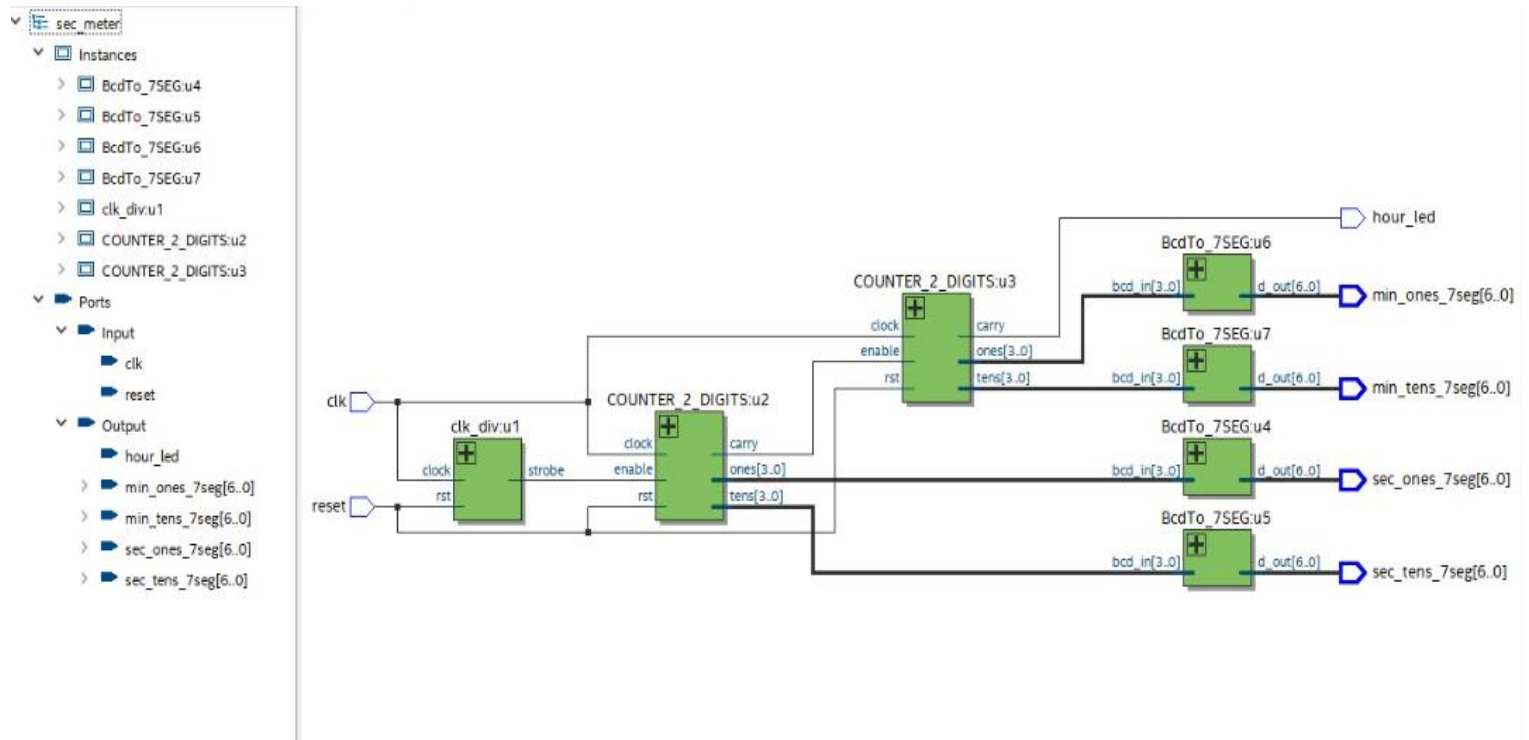 sec_meter
Instances
BcdTo_7SEG:u4
BcdTo_7SEG:u5
BcdTo_7SEG:u6
BcdTo_7SEG:u7
clk_div:u1
COUNTER_2_DIGITS:u2
COUNTER_2_DIGITS:u3
Ports
Input
clk
reset
Output
hour_led
min_ones_7seg[6..0]
min_tens_7seg[6..0]
sec_ones_7seg[6..0]
sec_tens_7seg[6..0]
clk
reset
clk_div:u1
clock
rst
strobe
COUNTER_2_DIGITS:u2
clock
enable
rst
carry
ones[3..0]
tens[3..0]
COUNTER_2_DIGITS:u3
clock
enable
rst
carry
ones[3..0]
tens[3..0]
hour_led
BcdTo_7SEG:u6
bcd_in[3..0] d_out[6..0] min_ones_7seg[6..0]
BcdTo_7SEG:u7
bcd_in[3..0] d_out[6..0] min_tens_7seg[6..0]
BcdTo_7SEG:u4
bcd_in[3..0] d_out[6..0] sec_ones_7seg[6..0]
BcdTo_7SEG:u5
bcd_in[3..0] d_out[6..0] sec_tens_7seg[6..0]